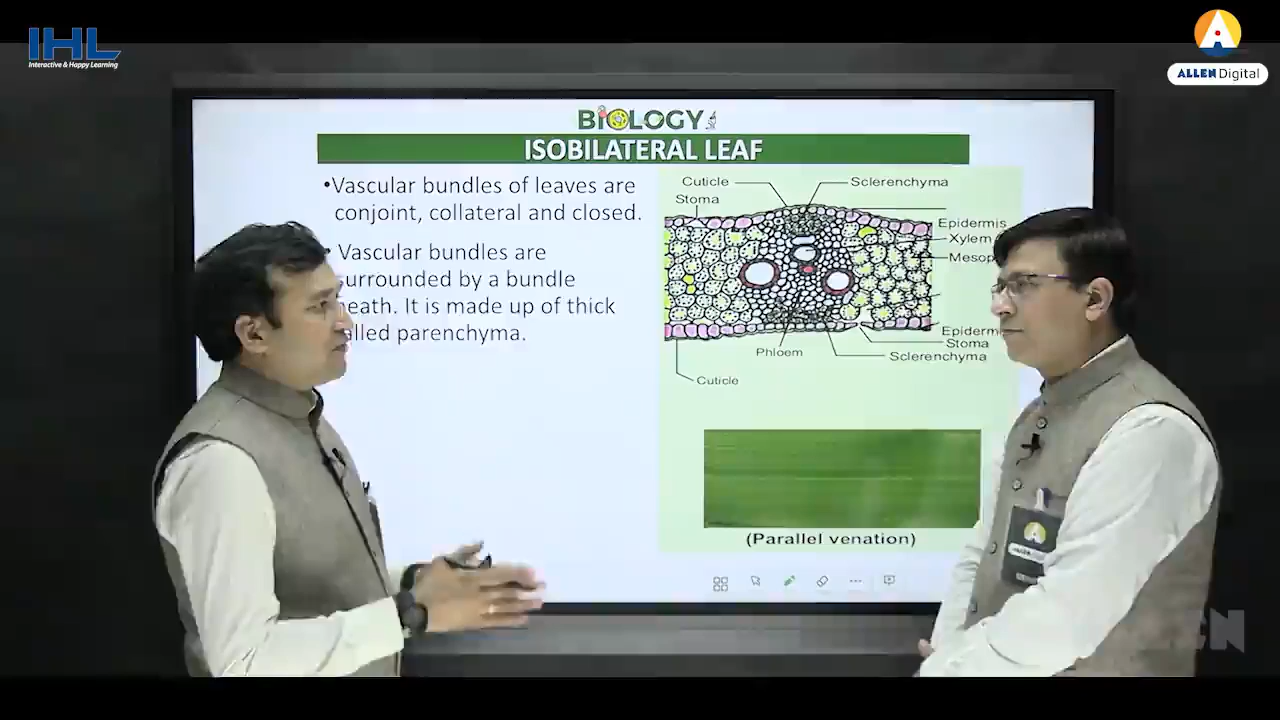 IHL
Interactive & Happy Learning
ALLEN Digital
BIOLOGY
ISOBILATERAL LEAF
•Vascular bundles of leaves are
conjoint, collateral and closed.
• Vascular bundles are
surrounded by a bundle
heath. It is made up of thick
alled parenchyma.
Cuticle
Sclerenchyma
Stoma
Epidermis
Xylem
Mesop
Epiderm
Stoma
Phloem
Sclerenchyma
Cuticle
(Parallel venation)